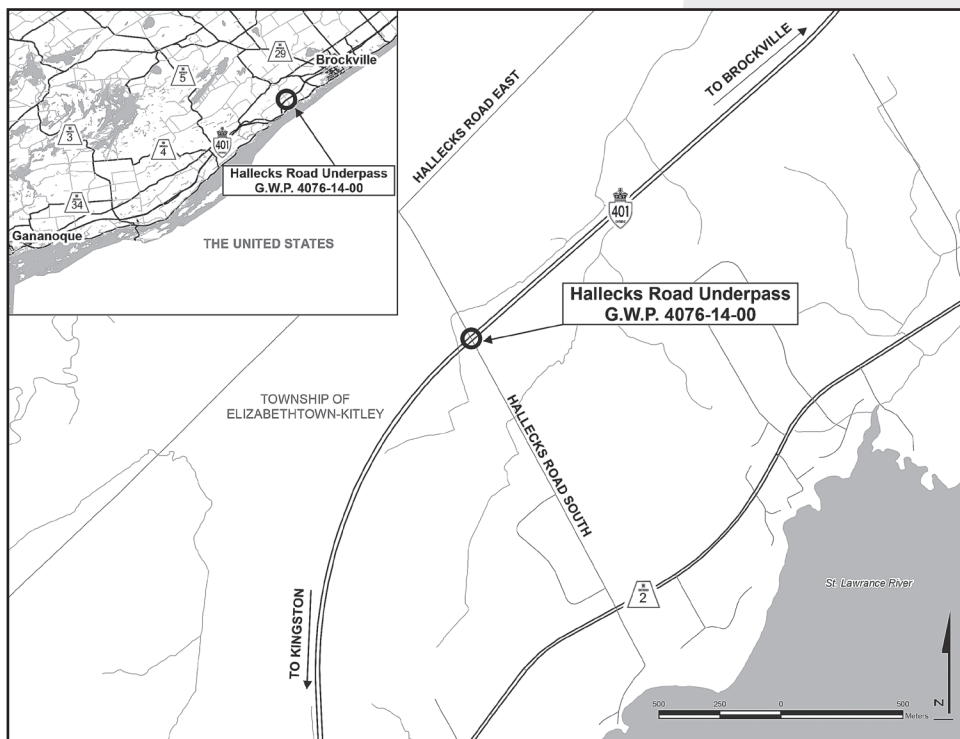 29
Brockville
5
3
4
401
Hallecks Road Underpass
G.W.P. 4076-14-00
34
Gananoque
THE UNITED STATES
HALLECKS ROAD EAST
TO BROCKVILLE
401
Hallecks Road Underpass
G.W.P. 4076-14-00
TOWNSHIP OF
ELIZABETHTOWN-KITLEY
HALLECKS ROAD SOUTH
2
St. Lawrance River
TO KINGSTON
500 250 0 500
Meters
N